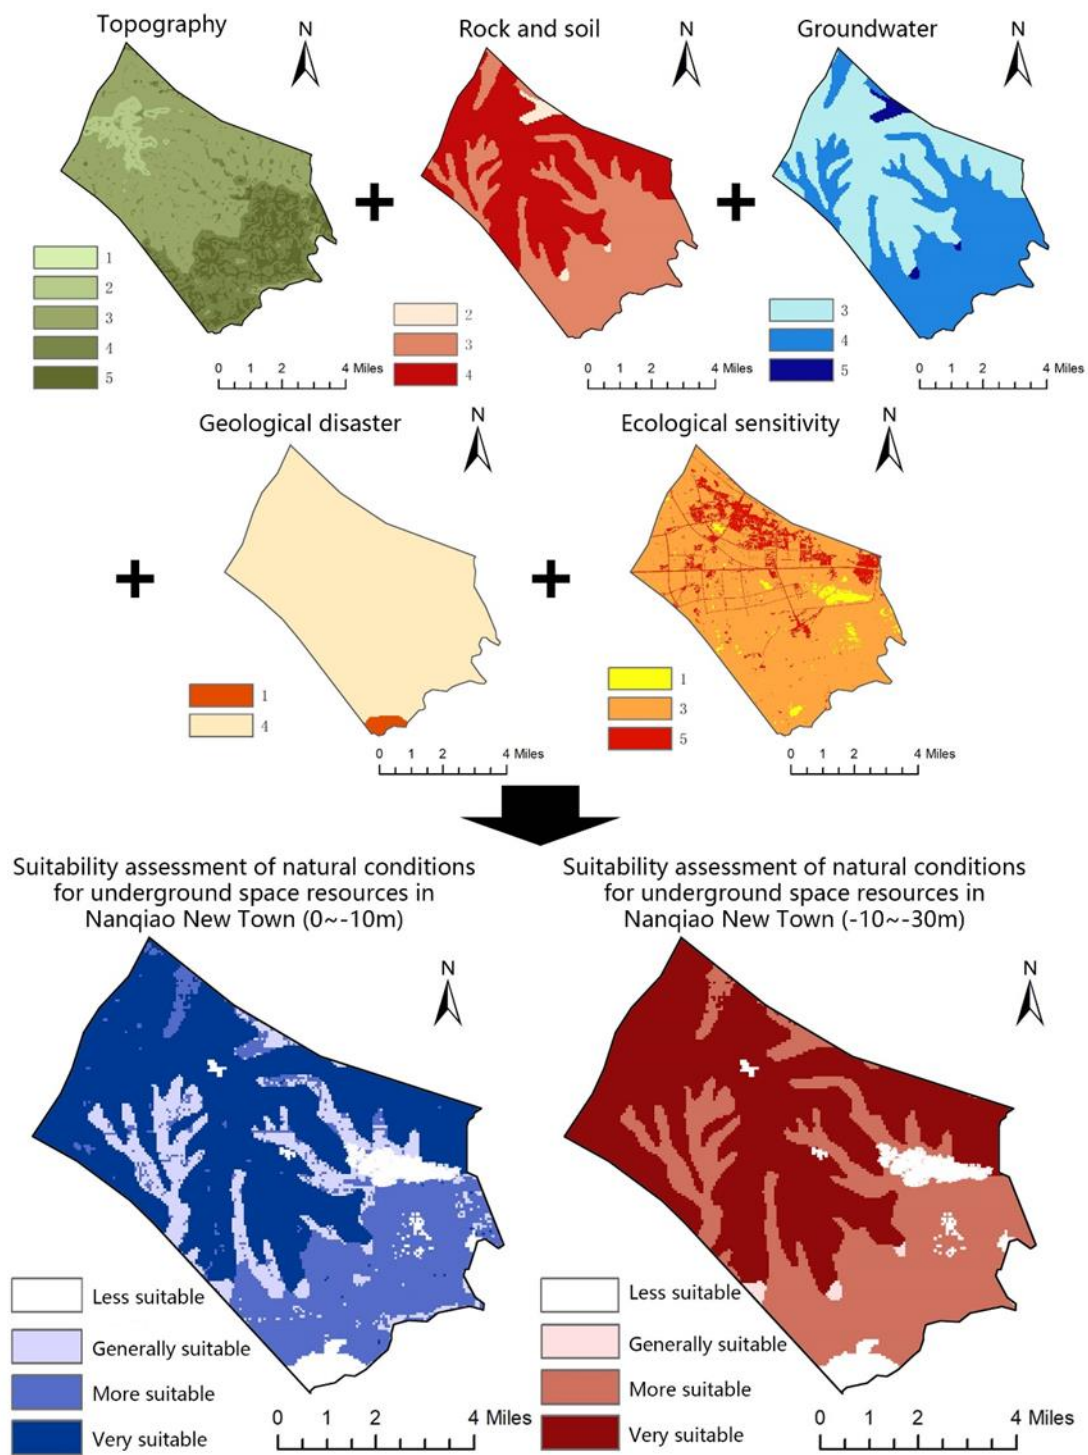 Topography
N
Rock and soil
N
Groundwater
N
1
2
3
4
5
0 1 2 4 Miles
2
3
4
0 1 2 4 Miles
3
4
5
0 1 2 4 Miles
Geological disaster
N
Ecological sensitivity
N
+
+
+
+
1
4
0 1 2 4 Miles
1
3
5
0 1 2 4 Miles
Suitability assessment of natural conditions
for underground space resources in
Nanqiao New Town (0~-10m)
Suitability assessment of natural conditions
for underground space resources in
Nanqiao New Town (-10~-30m)
N
N
Less suitable
Generally suitable
More suitable
Very suitable
0 1 2 4 Miles
Less suitable
Generally suitable
More suitable
Very suitable
0 1 2 4 Miles